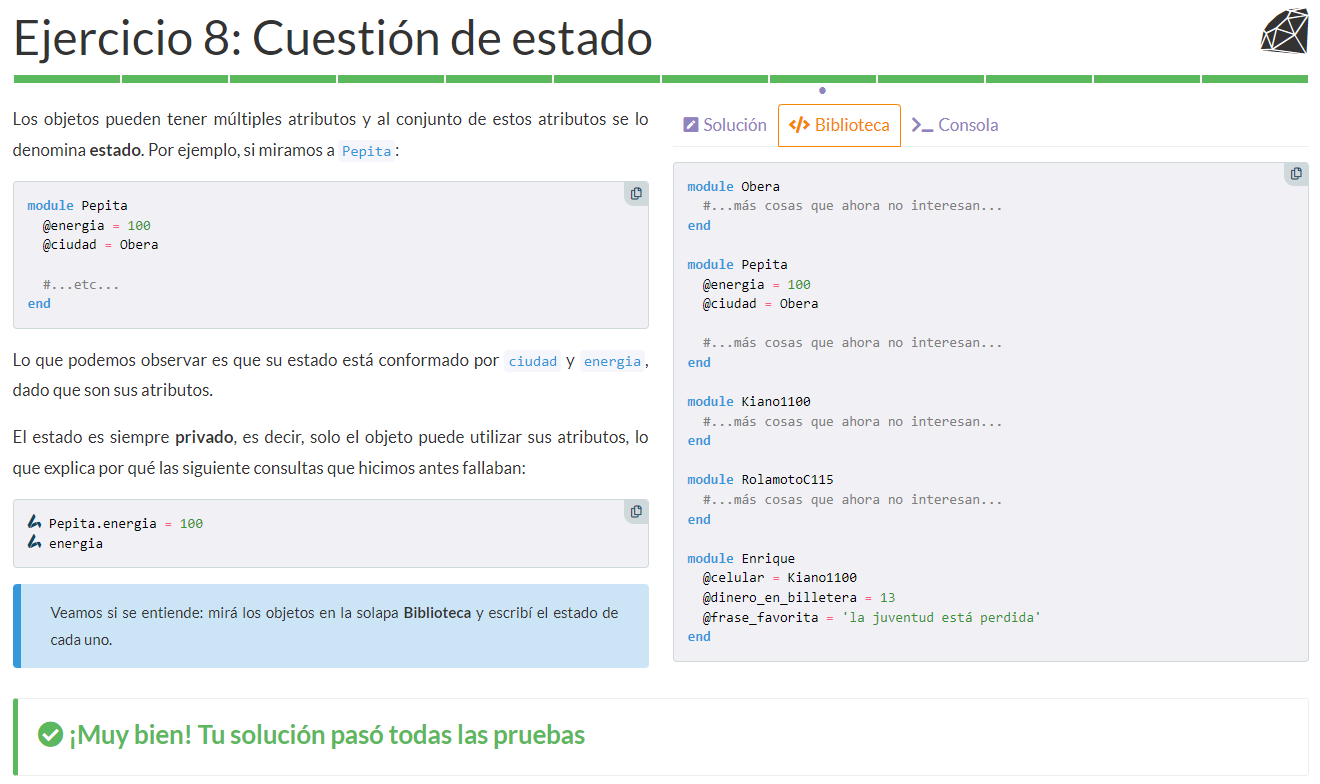 Ejercicio 8: Cuestión de estado
Los objetos pueden tener múltiples atributos y al conjunto de estos atributos se lo
denomina estado. Por ejemplo, si miramos a Pepita:
module Pepita
  @energia = 100
  @ciudad = Obera

  #...etc...
end
Lo que podemos observar es que su estado está conformado por ciudad y energia,
dado que son sus atributos.
El estado es siempre privado, es decir, solo el objeto puede utilizar sus atributos, lo
que explica por qué las siguiente consultas que hicimos antes fallaban:
Pepita.energia = 100
energia
Veamos si se entiende: mirá los objetos en la solapa Biblioteca y escribí el estado de
cada uno.
Solución
Biblioteca
Consola
module Obera
  #...más cosas que ahora no interesan...
end

module Pepita
  @energia = 100
  @ciudad = Obera

  #...más cosas que ahora no interesan...
end

module Kiano1100
  #...más cosas que ahora no interesan...
end

module RolamotoC115
  #...más cosas que ahora no interesan...
end

module Enrique
  @celular = Kiano1100
  @dinero_en_billetera = 13
  @frase_favorita = 'la juventud está perdida'
end
¡Muy bien! Tu solución pasó todas las pruebas